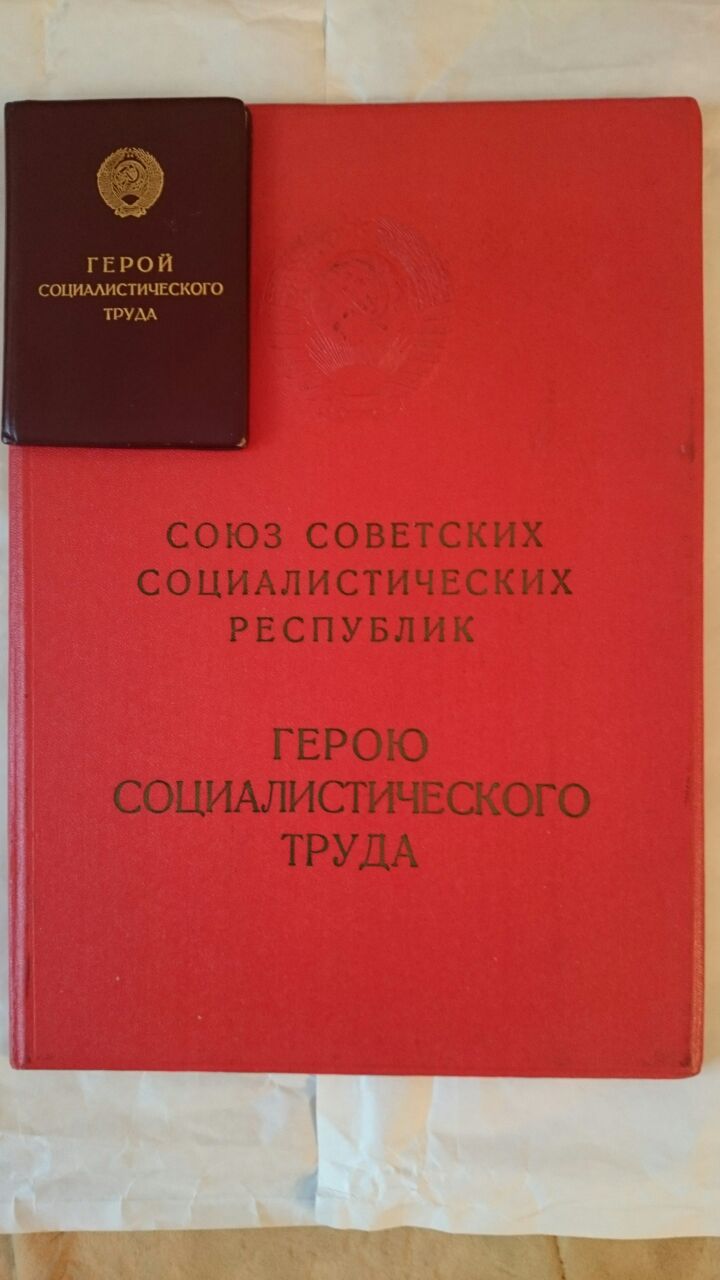 ГЕРОЙ
СОЦИАЛИСТИЧЕСКОГО
ТРУДА
СОЮЗ СОВЕТСКИХ
СОЦИАЛИСТИЧЕСКИХ
РЕСПУБЛИК
ГЕРОЮ
СОЦИАЛИСТИЧЕСКОГО
ТРУДА